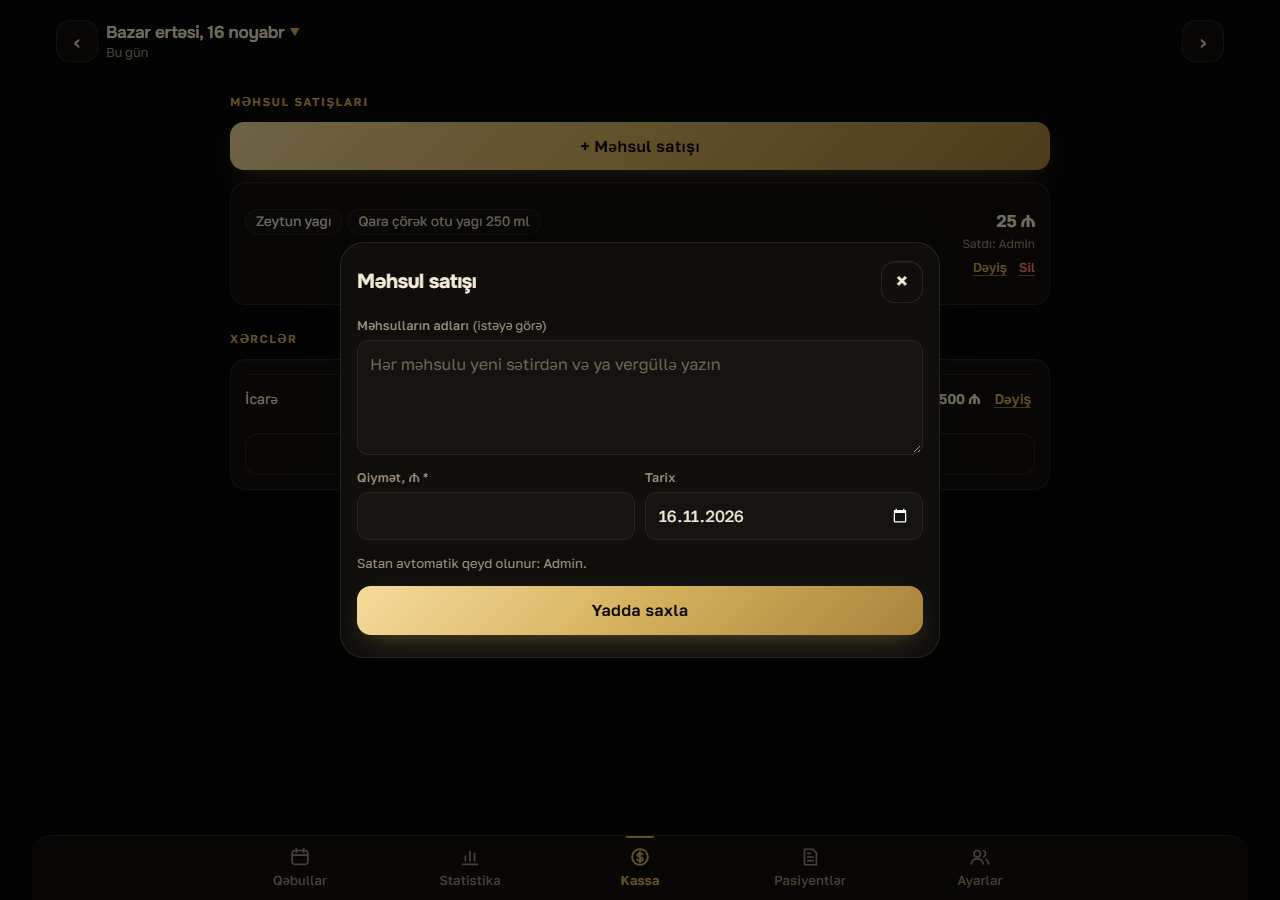 Bazar ertəsi, 16 noyabr ▼
Bu gün
MƏHSUL SATIŞLARI
+ Məhsul satışı
Zeytun yagı
Qara çörək otu yagı 250 ml
25 ₼
Satdı: Admin
Dəyiş Sil
Məhsul satışı
Məhsulların adları (istəyə görə)
Hər məhsulu yeni sətirdən və ya vergüllə yazın
XƏRCLƏR
İcarə
500 ₼ Dəyiş
Qiymət, ₼ *
Tarix
16.11.2026
Satan avtomatik qeyd olunur: Admin.
Yadda saxla
Qəbullar
Statistika
Kassa
Pasiyentlər
Ayarlar